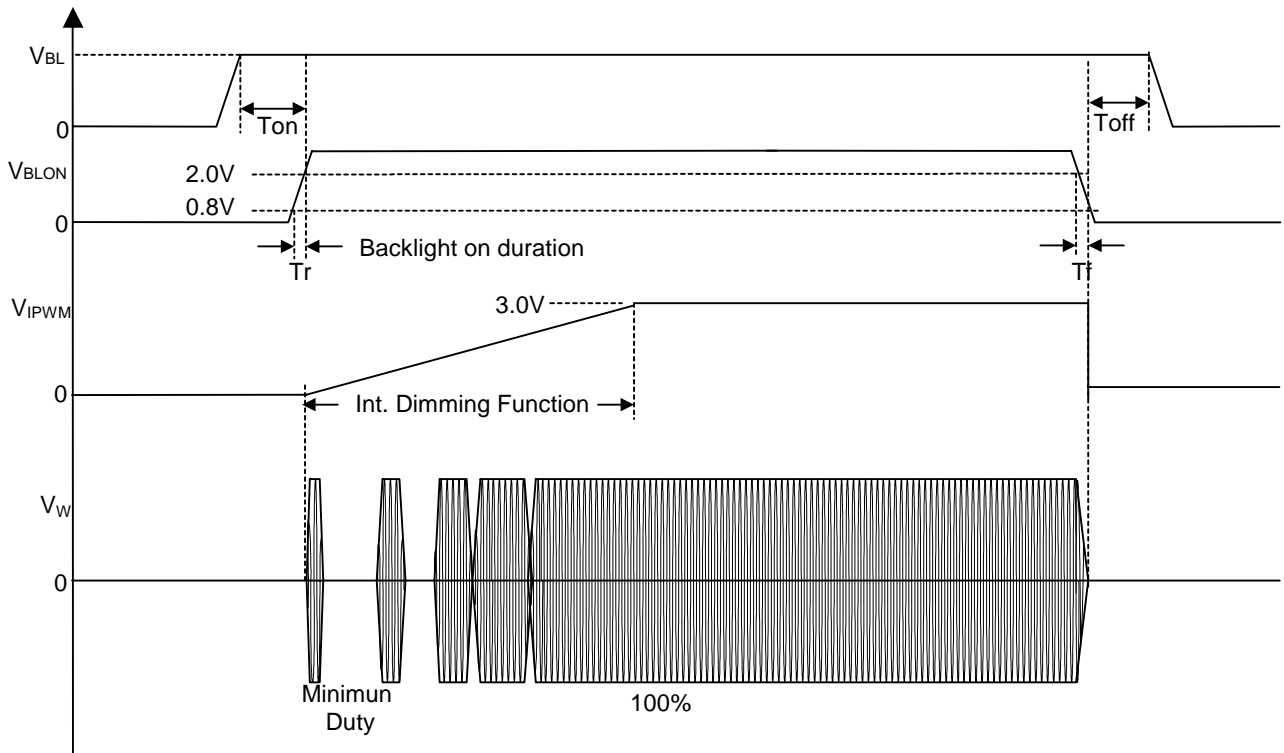 VBL
0
Ton
Toff
VBLON
2.0V
0.8V
0
Backlight on duration
Tr
Tf
VIPWM
3.0V
0
Int. Dimming Function
VW
0
Minimun
Duty
100%